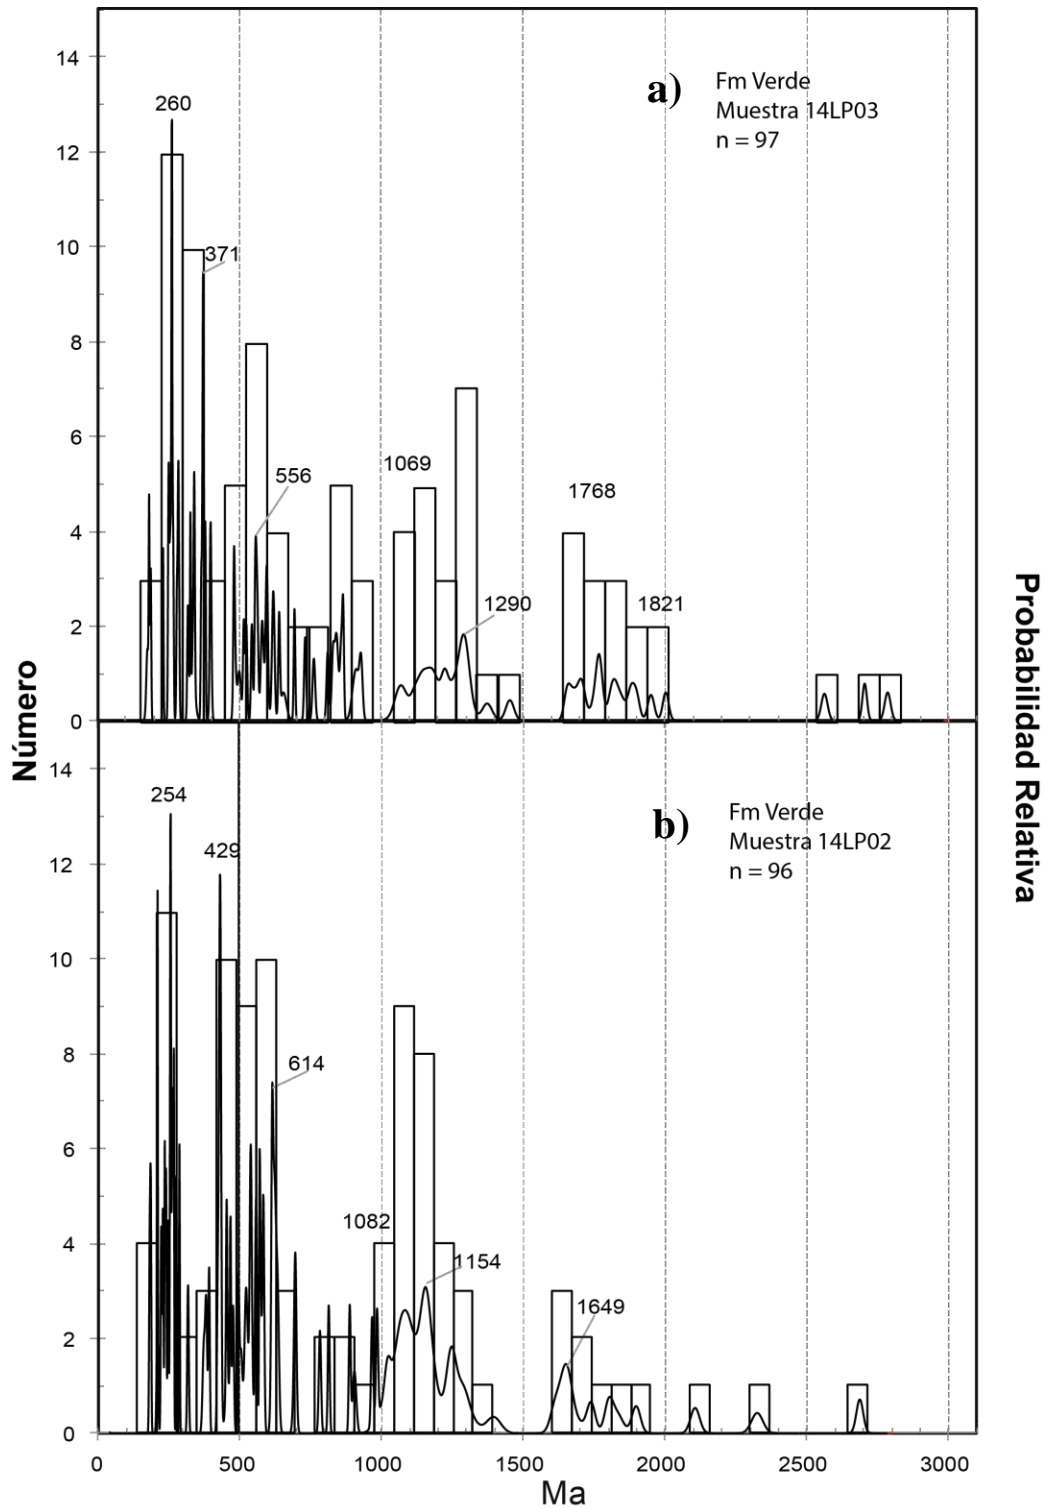 14
12
10
8
6
4
2
0
260
371
556
1069
1290
1768
1821
a)
Fm Verde
Muestra 14LP03
n = 97
Número
Probabilidad Relativa
14
12
10
8
6
4
2
0
254
429
614
1082
1154
1649
b)
Fm Verde
Muestra 14LP02
n = 96
0 500 1000 1500 2000 2500 3000
Ma